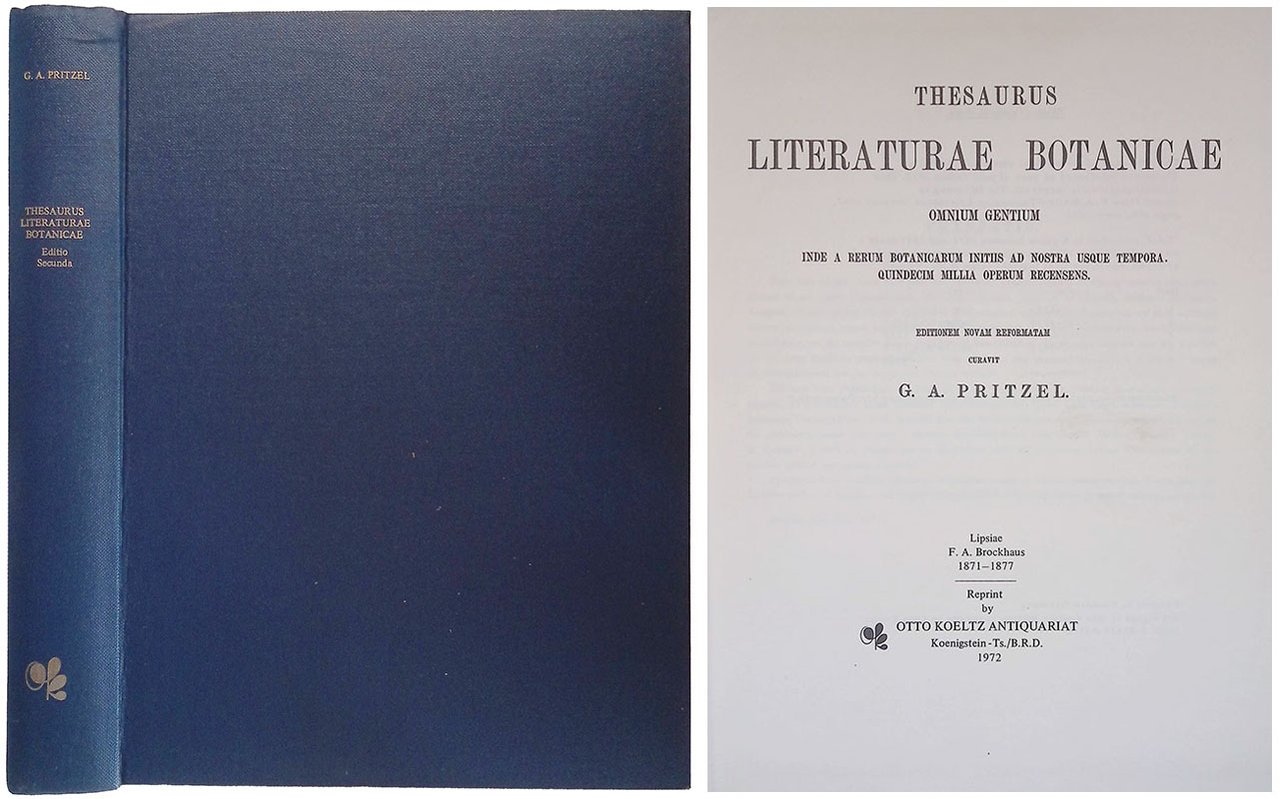 G. A. PRITZEL
THESAURUS
LITERATURAE
BOTANICAE
Editio
Secunda
THESAURUS
LITERATURAE BOTANICAE
OMNIUM GENTIUM
INDE A RERUM BOTANICARUM INITIIS AD NOSTRA USQUE TEMPORA.
QUINDECIM MILLIA OPERUM RECENSENS.
EDITIONEM NOVAM REFORMATAM
CURAVIT
G. A. PRITZEL.
Lipsiae
F. A. Brockhaus
1871–1877
Reprint
by
OTTO KOELTZ ANTIQUARIAT
Koenigstein-Ts./B.R.D.
1972